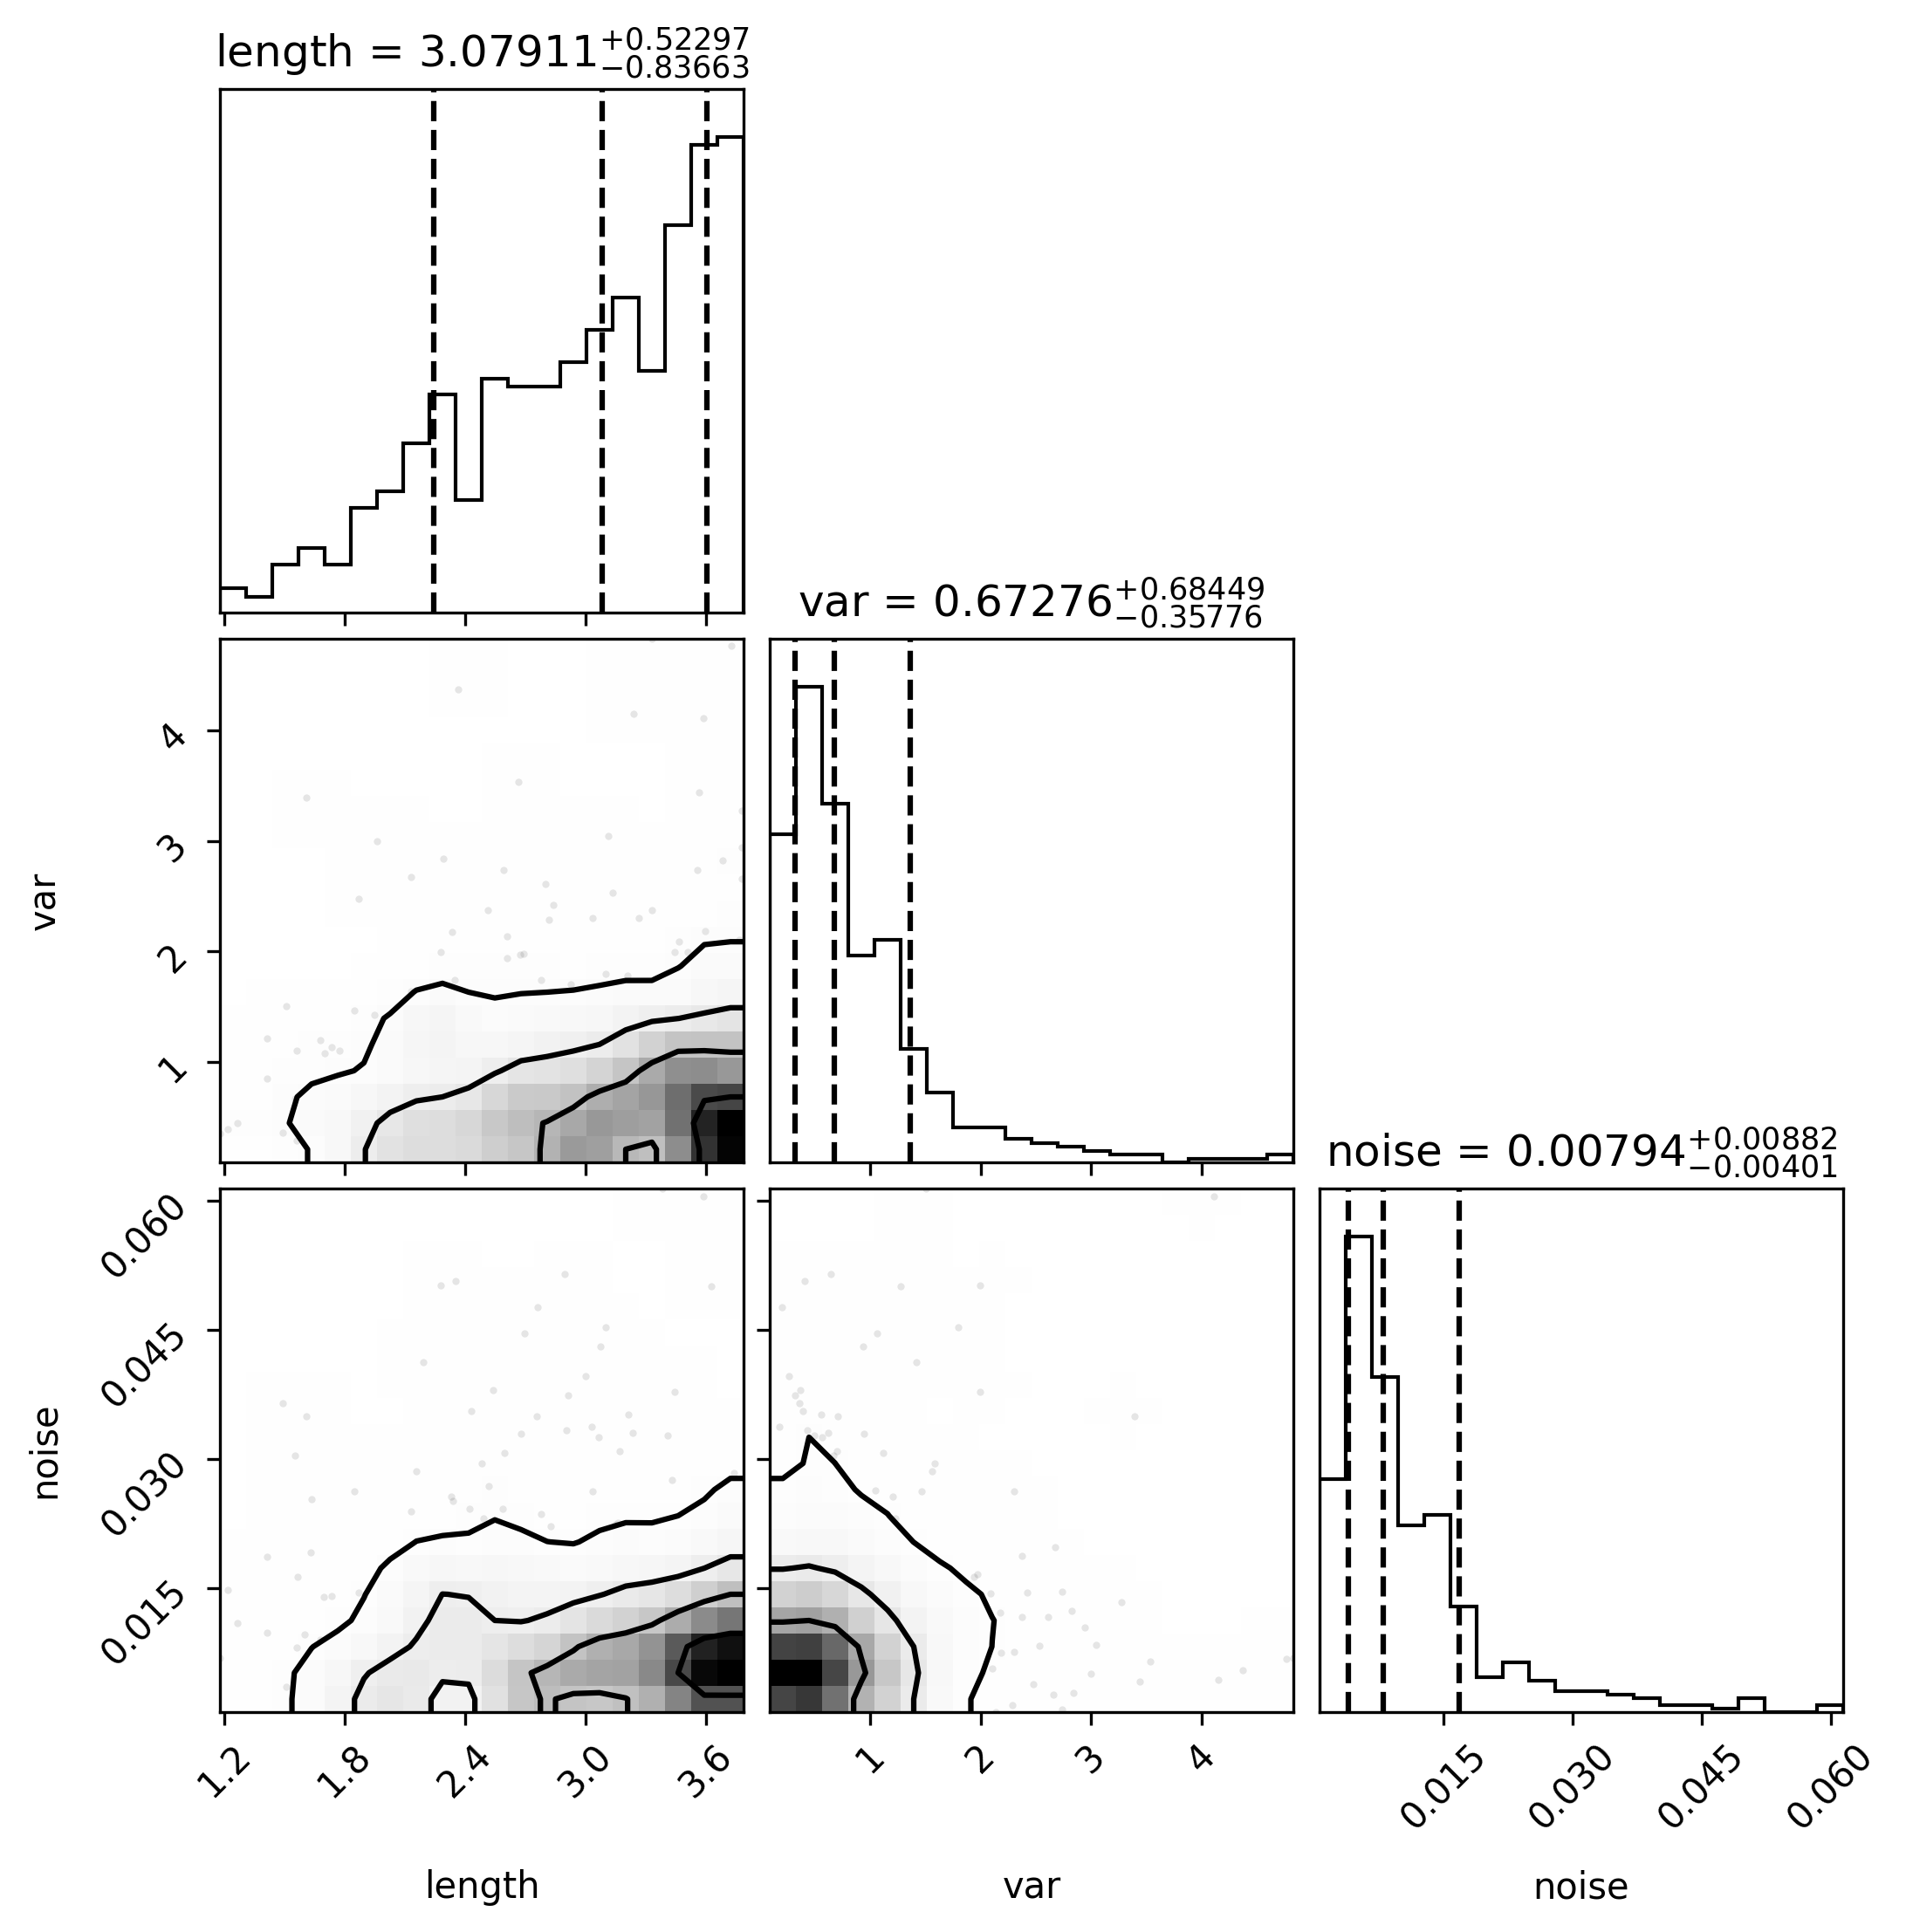 length = 3.07911 +0.52297 −0.83663
var = 0.67276 +0.68449 −0.35776
4
3
2
1
var
noise = 0.00794 +0.00882 −0.00401
0.060
0.045
0.030
0.015
noise
1.2 1.8 2.4 3.0 3.6 1 2 3 4 0.015 0.030 0.045 0.060
length var noise